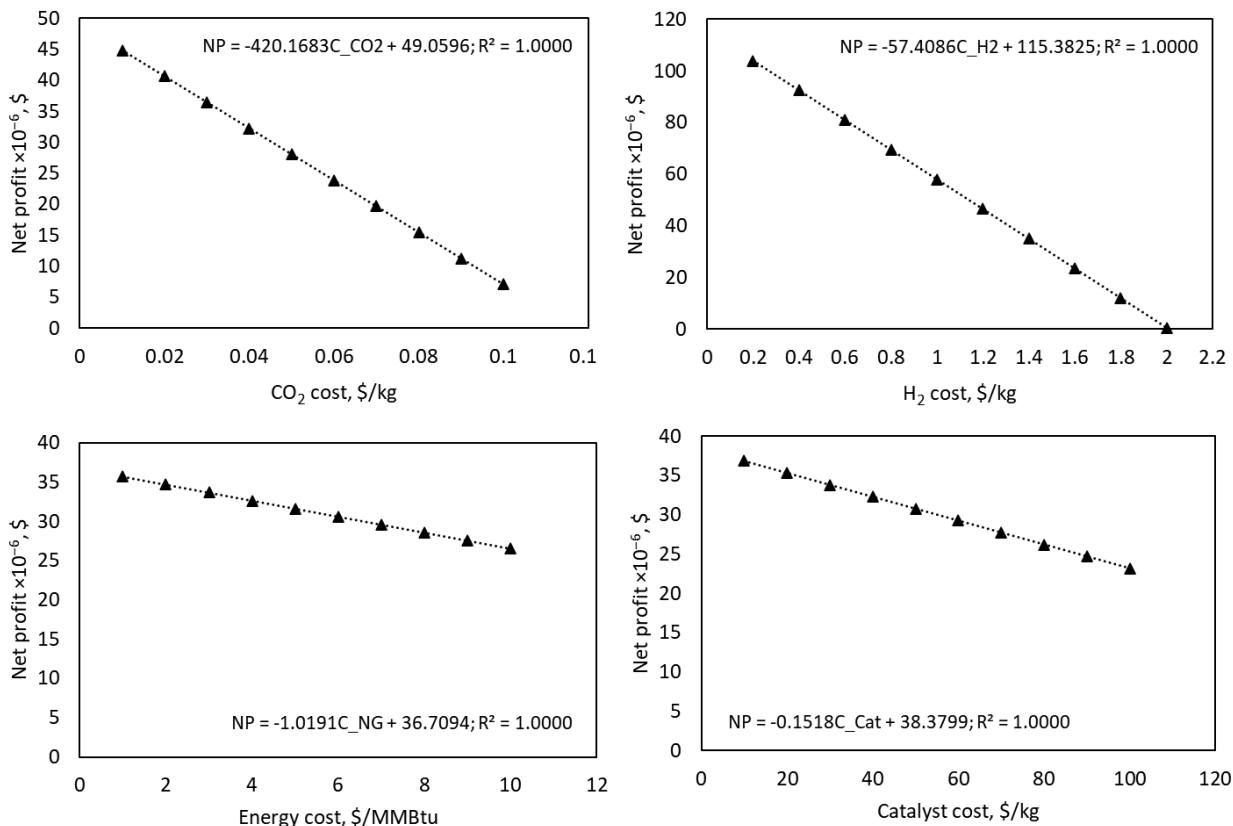 NP = -420.1683C_CO2 + 49.0596; R² = 1.0000
Net profit ×10⁻⁶, $
50
45
40
35
30
25
20
15
10
5
0
0 0.02 0.04 0.06 0.08 0.1 0.1
CO₂ cost, $/kg
NP = -57.4086C_H2 + 115.3825; R² = 1.0000
Net profit ×10⁻⁶, $
120
100
80
60
40
20
0
0 0.2 0.4 0.6 0.8 1 1.2 1.4 1.6 1.8 2 2.2
H₂ cost, $/kg
Net profit ×10⁻⁶, $
40
35
30
25
20
15
10
5
0
NP = -1.0191C_NG + 36.7094; R² = 1.0000
0 2 4 6 8 10 12
Energy cost, $/MMBtu
Net profit ×10⁻⁶, $
40
35
30
25
20
15
10
5
0
NP = -0.1518C_Cat + 38.3799; R² = 1.0000
0 20 40 60 80 100 120
Catalyst cost, $/kg